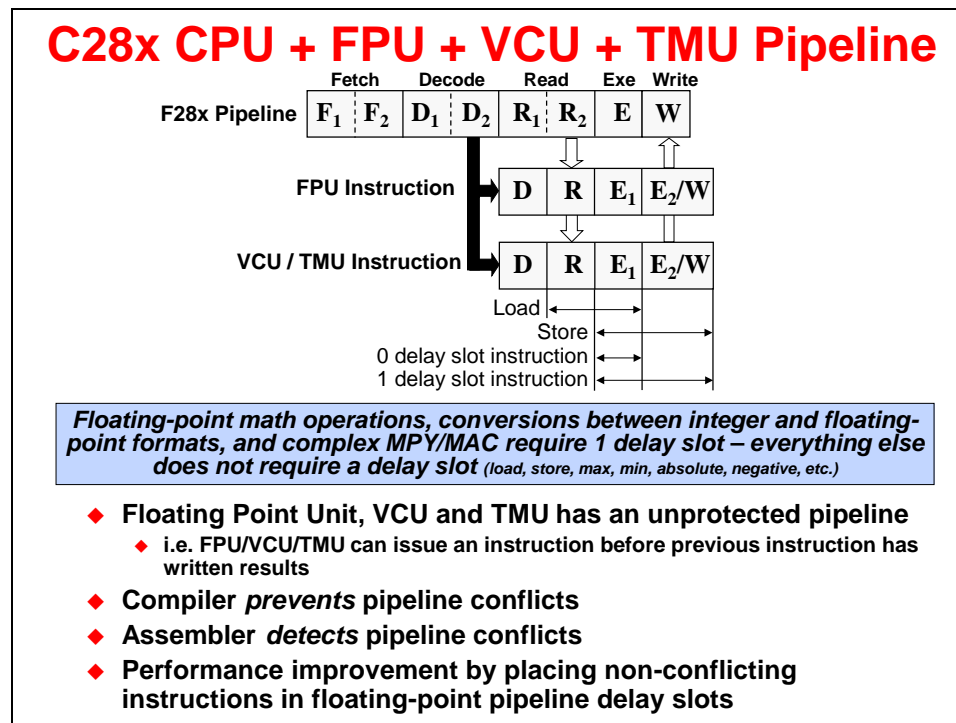 C28x CPU + FPU + VCU + TMU Pipeline
Fetch Decode Read Exe Write
F28x Pipeline F1 F2 D1 D2 R1 R2 E W
FPU Instruction D R E1 E2/W
VCU / TMU Instruction D R E1 E2/W
Load
Store
0 delay slot instruction
1 delay slot instruction
Floating-point math operations, conversions between integer and floating-
point formats, and complex MPY/MAC require 1 delay slot – everything else
does not require a delay slot (load, store, max, min, absolute, negative, etc.)
◆ Floating Point Unit, VCU and TMU has an unprotected pipeline
◆ i.e. FPU/VCU/TMU can issue an instruction before previous instruction has
written results
◆ Compiler prevents pipeline conflicts
◆ Assembler detects pipeline conflicts
◆ Performance improvement by placing non-conflicting
instructions in floating-point pipeline delay slots